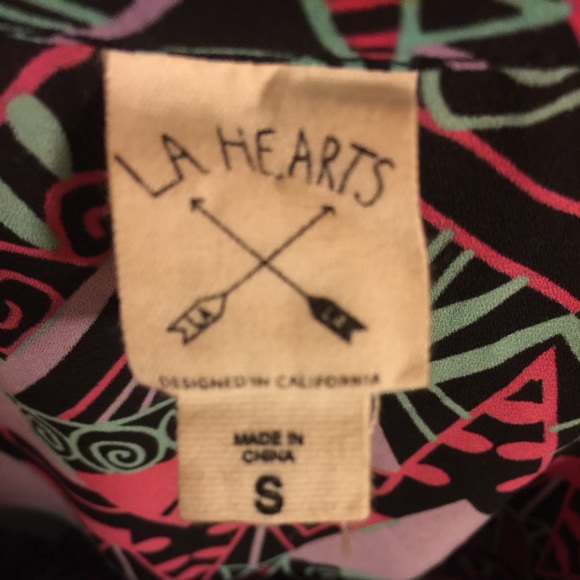 LA HEARTS
LA LA
DESIGNED IN CALIFORNIA
MADE IN
CHINA
S